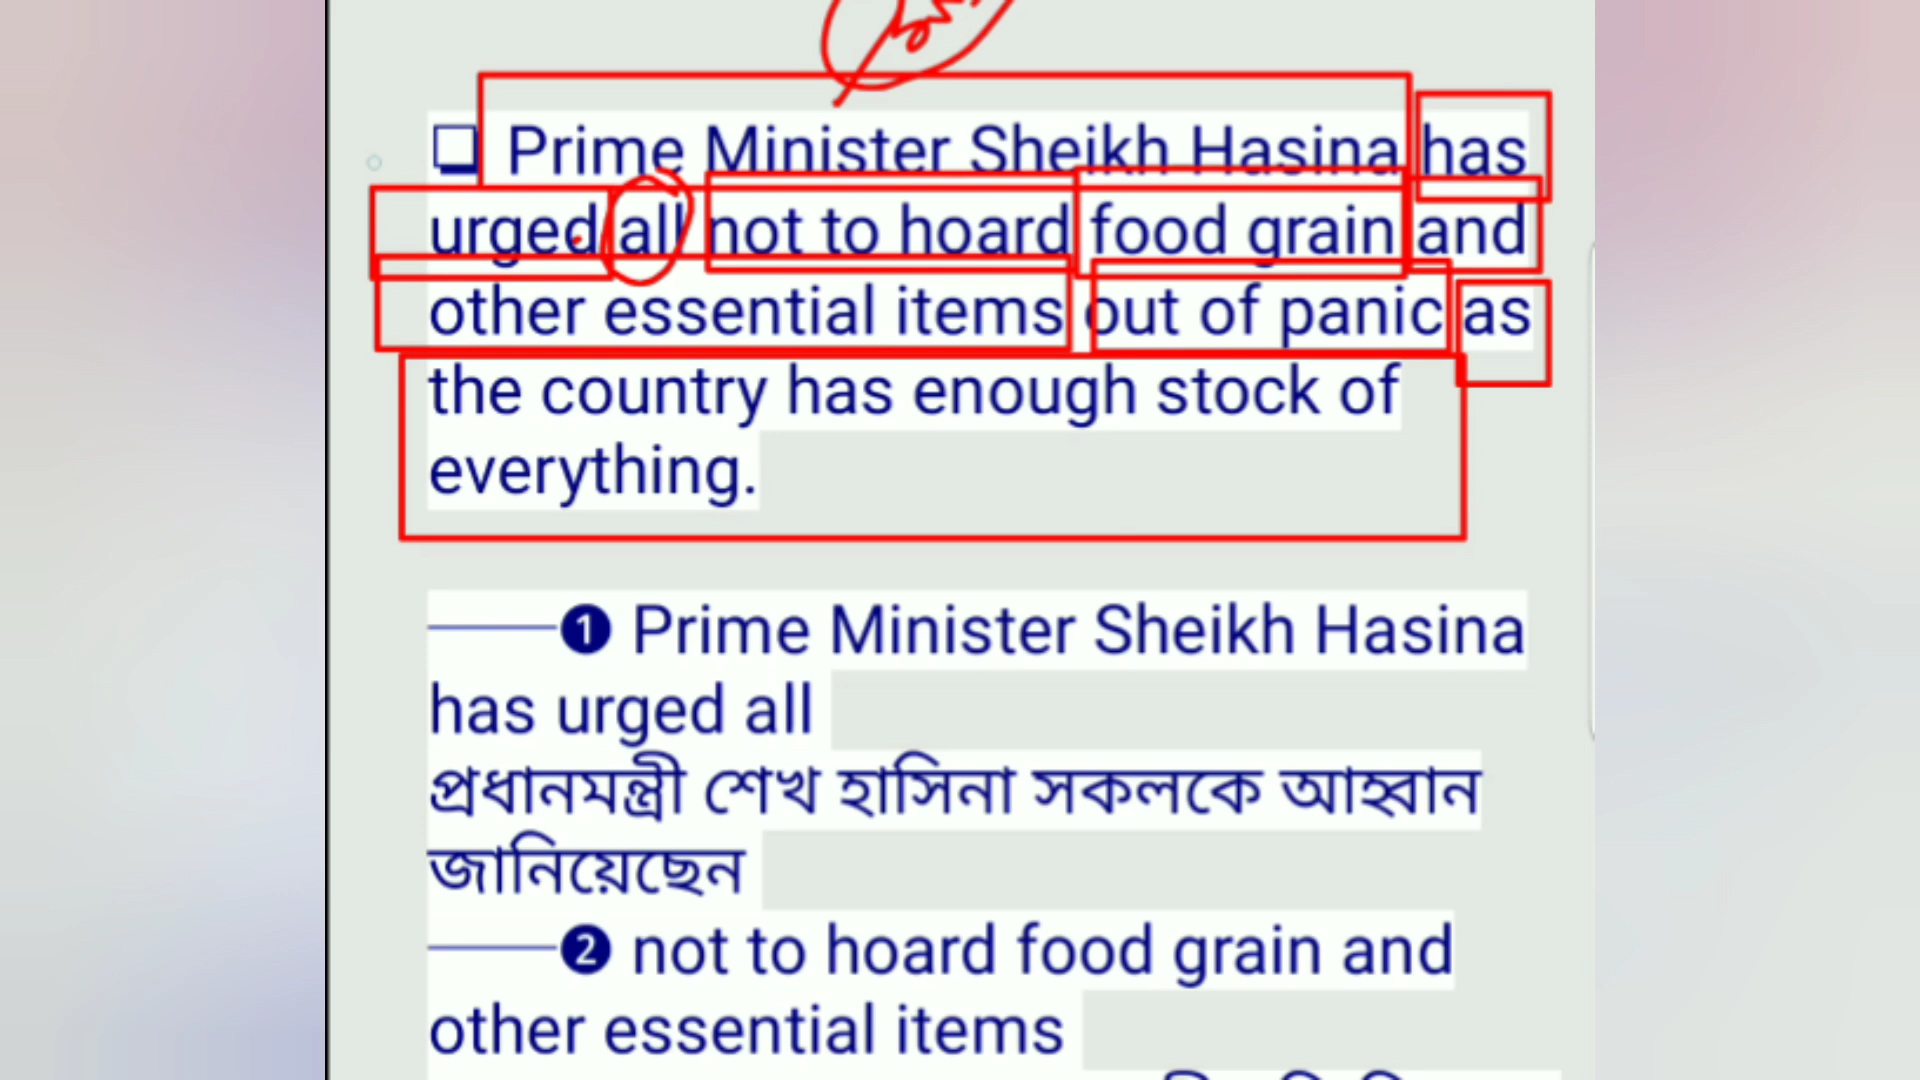 ❑ Prime Minister Sheikh Hasina has
urged all not to hoard food grain and
other essential items out of panic as
the country has enough stock of
everything.
——❶ Prime Minister Sheikh Hasina
has urged all
প্রধানমন্ত্রী শেখ হাসিনা সকলকে আহ্বান
জানিয়েছেন
——❷ not to hoard food grain and
other essential items